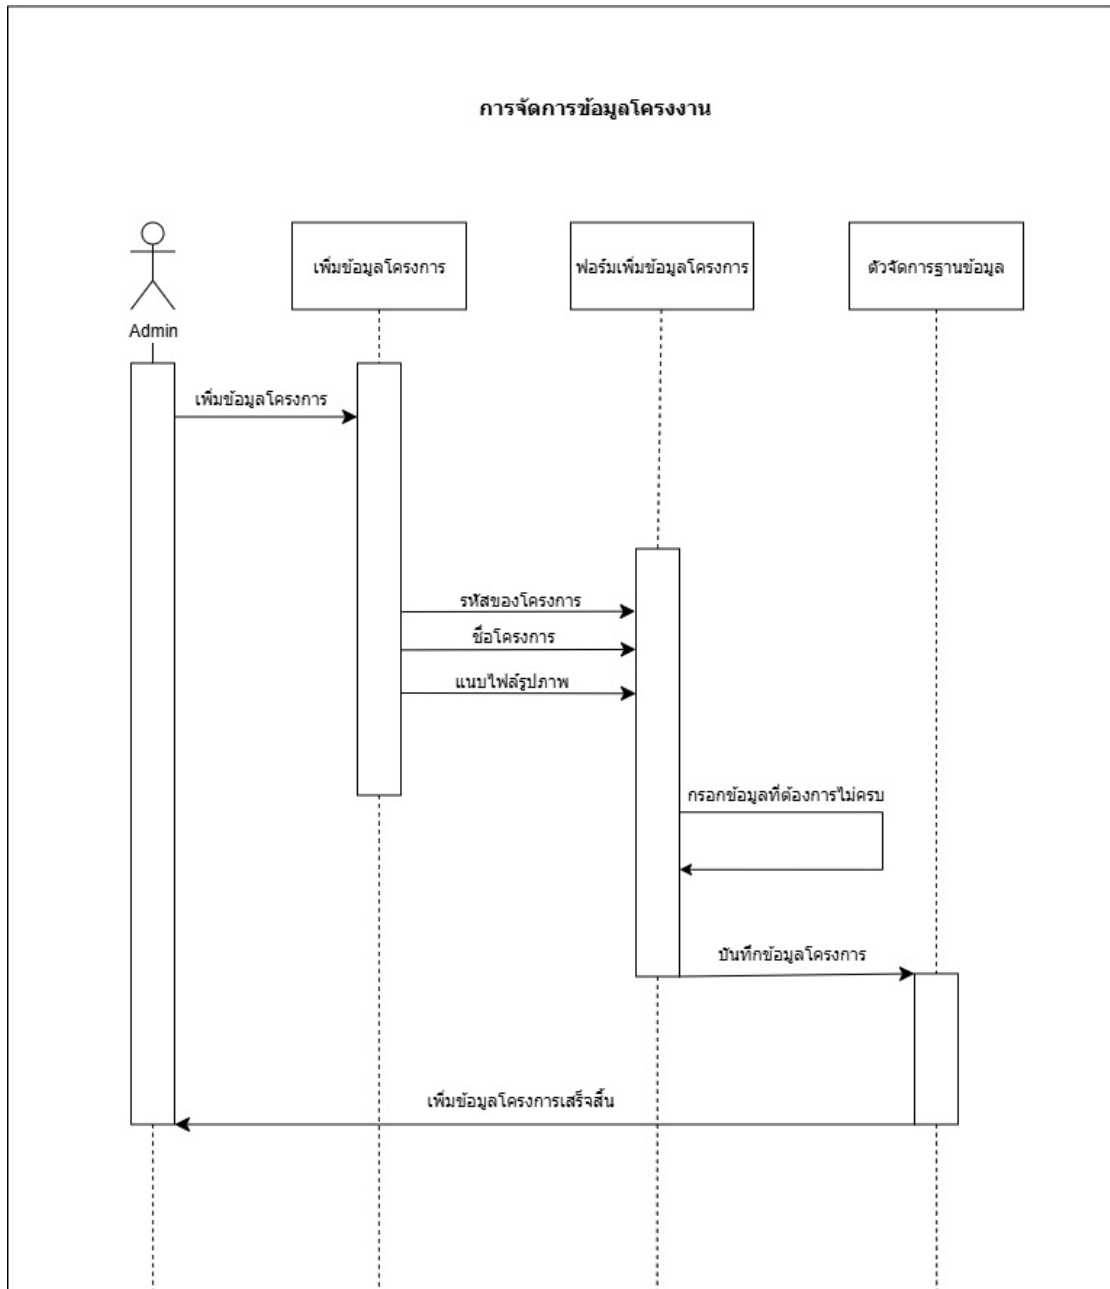 การจัดการข้อมูลโครงงาน
เพิ่มข้อมูลโครงการ
ฟอร์มเพิ่มข้อมูลโครงการ
ตัวจัดการฐานข้อมูล
Admin
เพิ่มข้อมูลโครงการ
รหัสของโครงการ
ชื่อโครงการ
แนบไฟล์รูปภาพ
กรอกข้อมูลที่ต้องการไม่ครบ
บันทึกข้อมูลโครงการ
เพิ่มข้อมูลโครงการเสร็จสิ้น